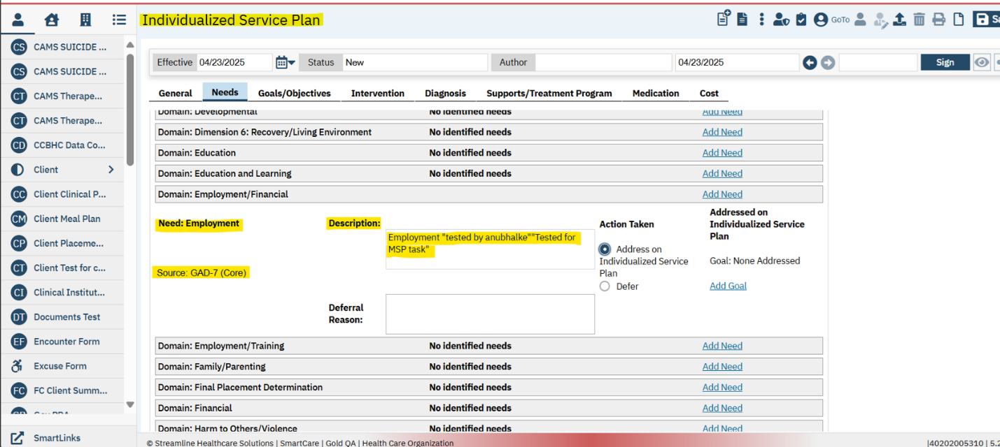 Individualized Service Plan
GoTo
CS CAMS SUICIDE ...
CS CAMS SUICIDE ...
CT CAMS Therape...
CT CAMS Therape...
CD CCBHC Data Co...
Client
CC Client Clinical P...
CM Client Meal Plan
CP Client Placeme...
CT Client Test for c...
CI Clinical Institut...
DT Documents Test
EF Encounter Form
Excuse Form
FC FC Client Summ...
SmartLinks
Effective 04/23/2025 Status New Author 04/23/2025 Sign
General Needs Goals/Objectives Intervention Diagnosis Supports/Treatment Program Medication Cost
Domain: Developmental No identified needs Add Need
Domain: Dimension 6: Recovery/Living Environment No identified needs Add Need
Domain: Education No identified needs Add Need
Domain: Education and Learning No identified needs Add Need
Domain: Employment/Financial Add Need
Need: Employment
Source: GAD-7 (Core)
Description:
Employment "tested by anubhalke""Tested for
MSP task"
Deferral
Reason:
Action Taken
Address on
Individualized Service
Plan
Defer
Addressed on
Individualized Service
Plan
Goal: None Addressed
Add Goal
Domain: Employment/Training No identified needs Add Need
Domain: Family/Parenting No identified needs Add Need
Domain: Final Placement Determination No identified needs Add Need
Domain: Financial No identified needs Add Need
Domain: Harm to Others/Violence No identified needs Add Need
© Streamline Healthcare Solutions | SmartCare | Gold QA | Health Care Organization |40202005310 | 5.2